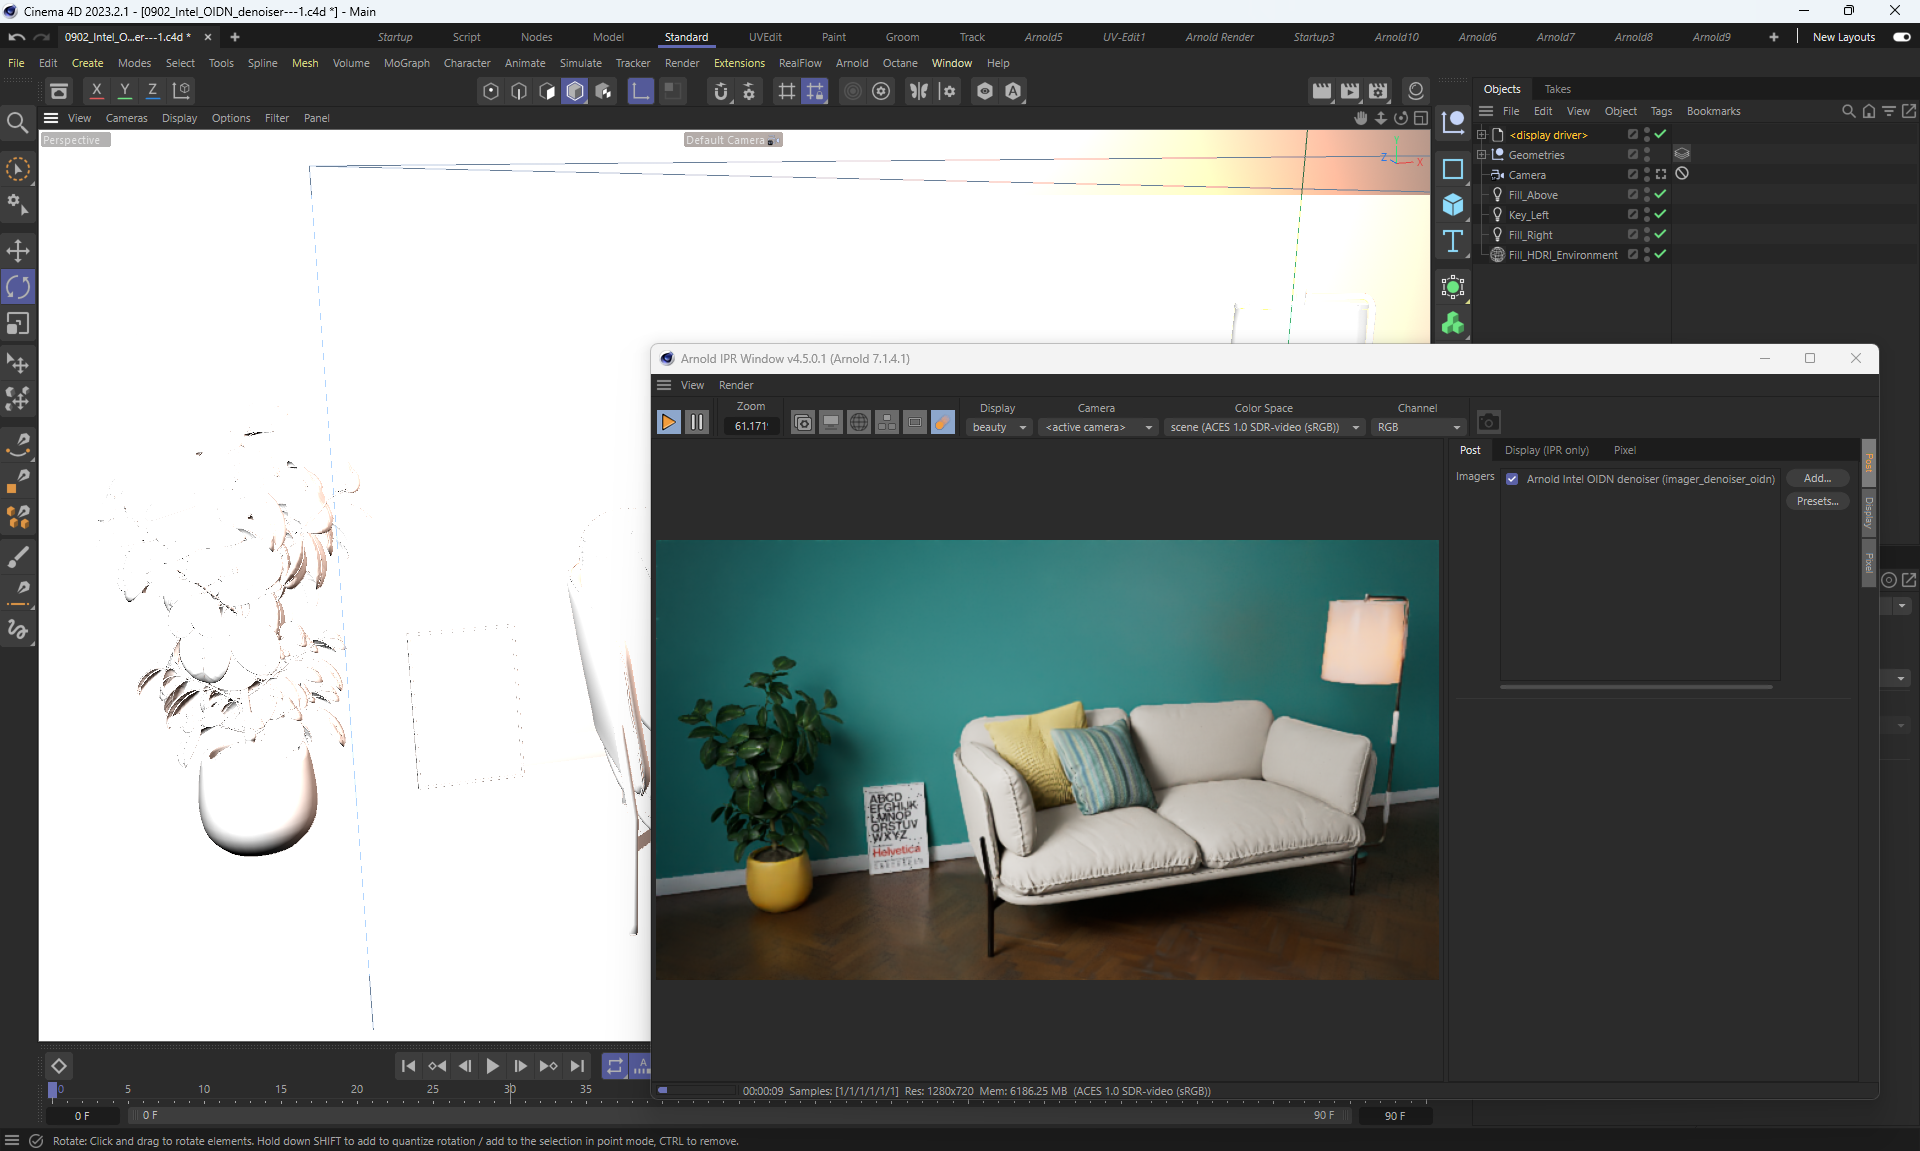 Cinema 4D 2023.2.1 - [0902_Intel_OIDN_denoiser---1.c4d *] - Main
0902_Intel_O...er---1.c4d * × + Startup Script Nodes Model Standard UVEdit Paint Groom Track Arnold5 UV-Edit1 Arnold Render Startup3 Arnold10 Arnold6 Arnold7 Arnold8 Arnold9 + New Layouts
File Edit Create Modes Select Tools Spline Mesh Volume MoGraph Character Animate Simulate Tracker Render Extensions RealFlow Arnold Octane Window Help
X Y Z
Objects Takes
View Cameras Display Options Filter Panel
File Edit View Object Tags Bookmarks
Perspective
Default Camera
Z Y X
<display driver>
Geometries
Camera
Fill_Above
Key_Left
Fill_Right
Fill_HDRI_Environment
Arnold IPR Window v4.5.0.1 (Arnold 7.1.4.1)
View Render
Zoom Display Camera Color Space Channel
61.171 beauty <active camera> scene (ACES 1.0 SDR-video (sRGB)) RGB
Post Display (IPR only) Pixel
Imagers Arnold Intel OIDN denoiser (imager_denoiser_oidn) Add...
Presets...
Post
Display
Pixel
ABCD
EFGHIJK
LMNOP
QRSTUV
WXYZ
Helvetica
00:00:09 Samples: [1/1/1/1/1/1] Res: 1280x720 Mem: 6186.25 MB (ACES 1.0 SDR-video (sRGB))
0 5 10 15 20 25 30 35
0 F 0 F 90 F 90 F
Rotate: Click and drag to rotate elements. Hold down SHIFT to add to quantize rotation / add to the selection in point mode, CTRL to remove.